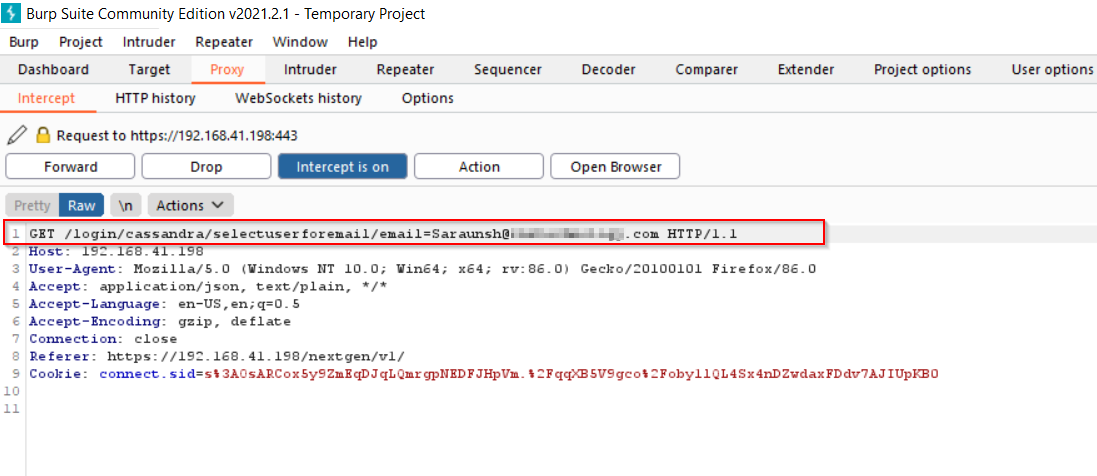 Burp Suite Community Edition v2021.2.1 - Temporary Project
Burp Project Intruder Repeater Window Help
Dashboard Target Proxy Intruder Repeater Sequencer Decoder Comparer Extender Project options User options
Intercept HTTP history WebSockets history Options
Request to https://192.168.41.198:443
Forward Drop Intercept is on Action Open Browser
Pretty Raw \n Actions
1 GET /login/cassandra/selectuserforemail/email=Saraunsh@ .com HTTP/1.1
2 Host: 192.168.41.198
3 User-Agent: Mozilla/5.0 (Windows NT 10.0; Win64; x64; rv:86.0) Gecko/20100101 Firefox/86.0
4 Accept: application/json, text/plain, */*
5 Accept-Language: en-US,en;q=0.5
6 Accept-Encoding: gzip, deflate
7 Connection: close
8 Referer: https://192.168.41.198/nextgen/v1/
9 Cookie: connect.sid=
10
11